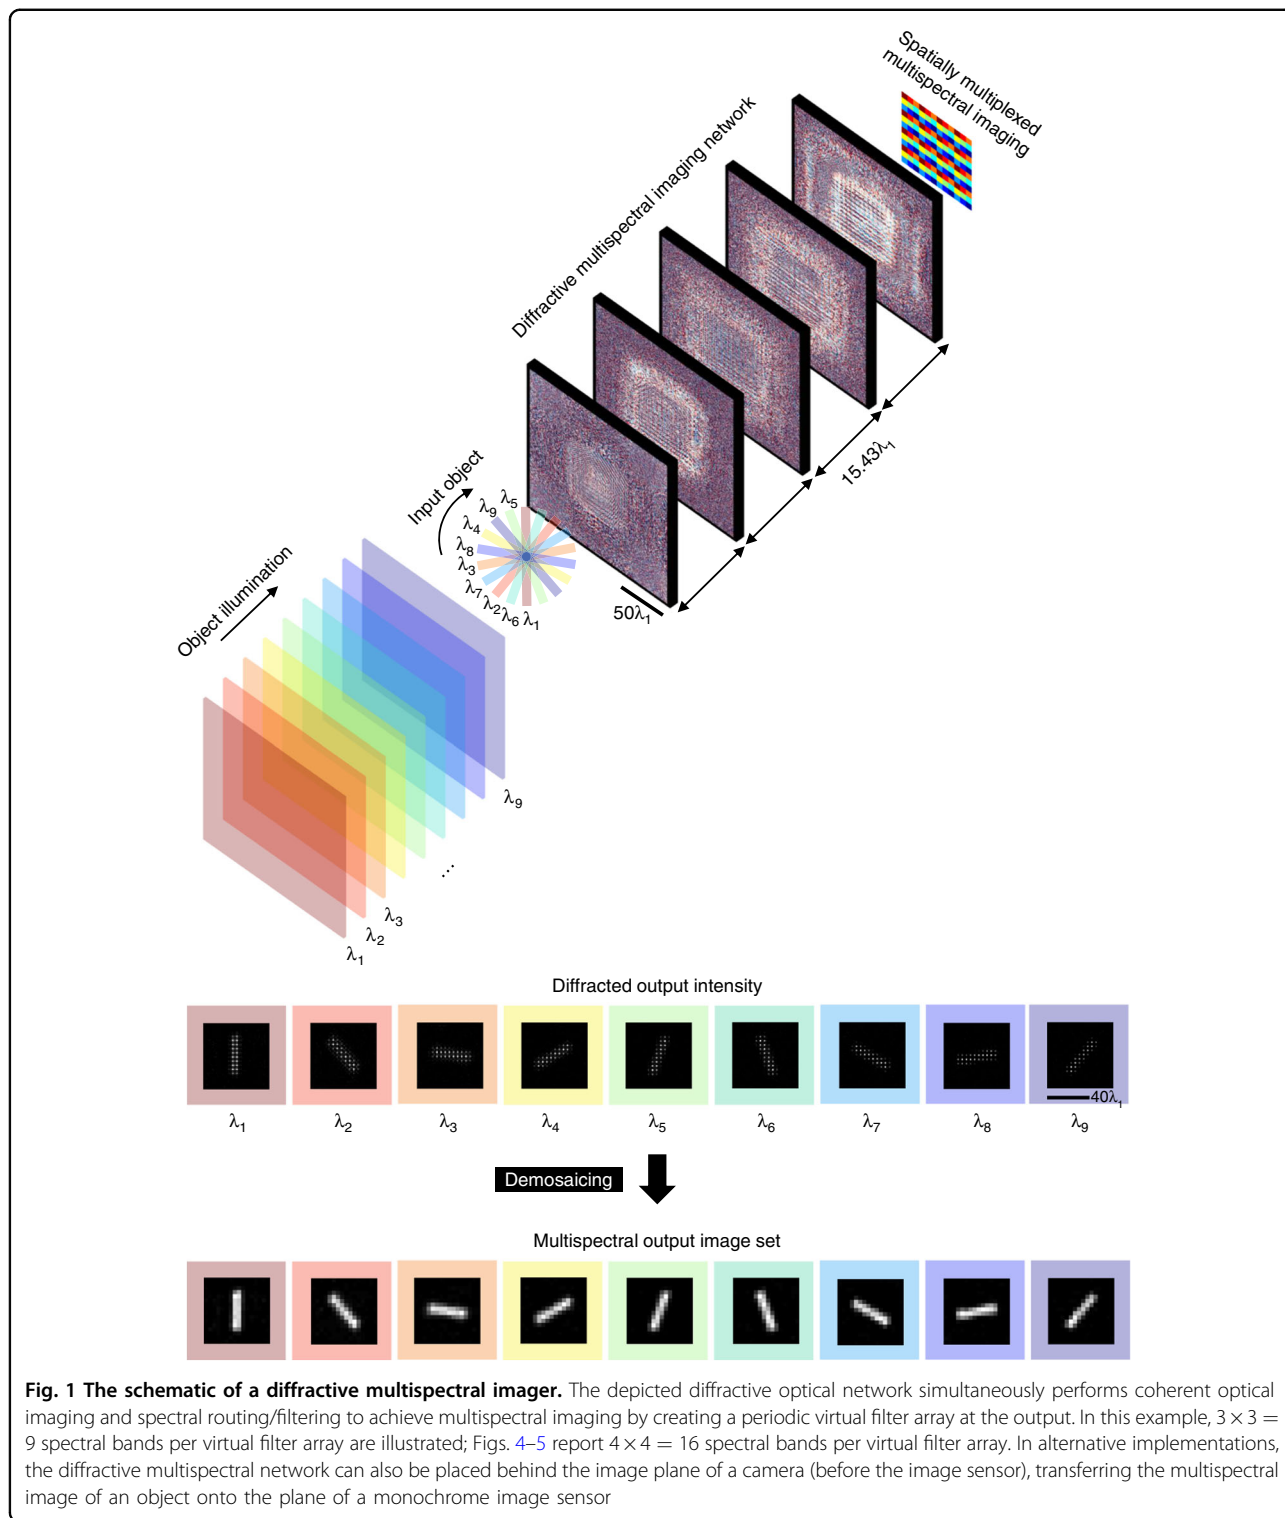 Spatially multiplexed
multispectral imaging
Diffractive multispectral imaging network
15.43λ₁
Input object
λ₅
λ₉
λ₄
λ₈
λ₃
λ₇
λ₂
λ₆
λ₁
50λ₁
Object illumination
λ₉
...
λ₃
λ₂
λ₁
Diffracted output intensity
40λ₁
λ₁ λ₂ λ₃ λ₄ λ₅ λ₆ λ₇ λ₈ λ₉
Demosaicing
Multispectral output image set
Fig. 1 The schematic of a diffractive multispectral imager. The depicted diffractive optical network simultaneously performs coherent optical
imaging and spectral routing/filtering to achieve multispectral imaging by creating a periodic virtual filter array at the output. In this example, 3 × 3 =
9 spectral bands per virtual filter array are illustrated; Figs. 4–5 report 4 × 4 = 16 spectral bands per virtual filter array. In alternative implementations,
the diffractive multispectral network can also be placed behind the image plane of a camera (before the image sensor), transferring the multispectral
image of an object onto the plane of a monochrome image sensor